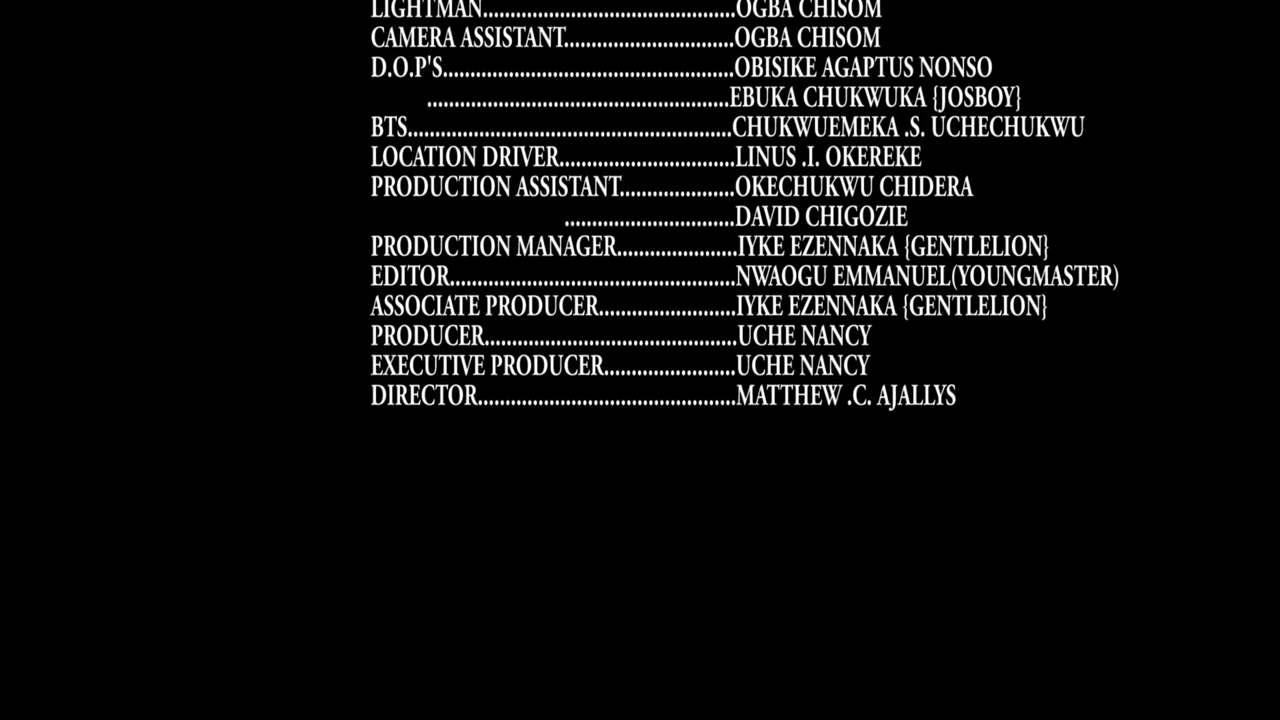 LIGHTMAN...............................................OGBA CHISOM
CAMERA ASSISTANT...............................OGBA CHISOM
D.O.P'S......................................................OBISIKE AGAPTUS NONSO
........................................................EBUKA CHUKWUKA {JOSBOY}
BTS............................................................CHUKWUEMEKA .S. UCHECHUKWU
LOCATION DRIVER................................LINUS .I. OKEREKE
PRODUCTION ASSISTANT.....................OKECHUKWU CHIDERA
...............................DAVID CHIGOZIE
PRODUCTION MANAGER......................IYKE EZENNAKA {GENTLELION}
EDITOR.....................................................NWAOGU EMMANUEL(YOUNGMASTER)
ASSOCIATE PRODUCER.........................IYKE EZENNAKA {GENTLELION}
PRODUCER...............................................UCHE NANCY
EXECUTIVE PRODUCER........................UCHE NANCY
DIRECTOR................................................MATTHEW .C. AJALLYS